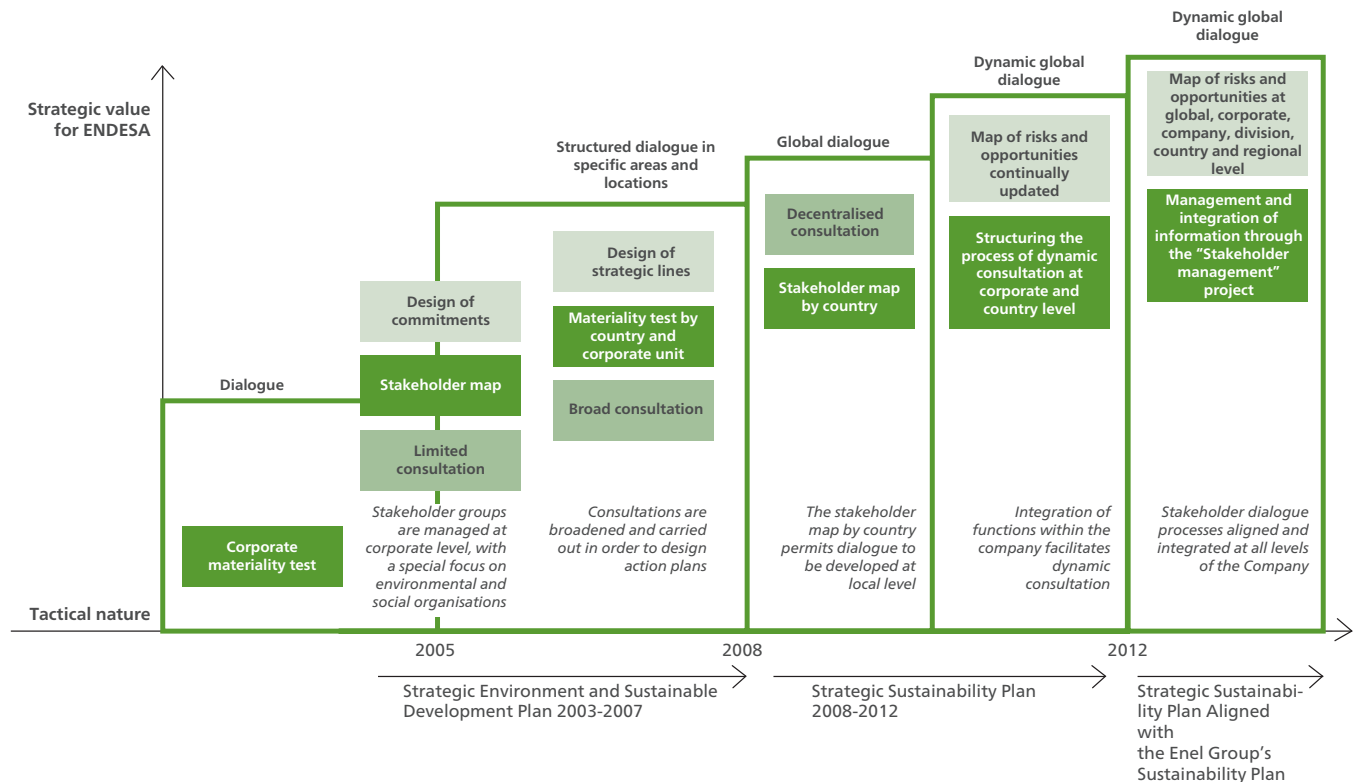 Strategic value
for ENDESA
Tactical nature
Dialogue
Corporate
materiality test
Design of
commitments
Stakeholder map
Limited
consultation
Stakeholder groups
are managed at
corporate level, with
a special focus on
environmental and
social organisations
Structured dialogue in
specific areas and
locations
Design of
strategic lines
Materiality test by
country and
corporate unit
Broad consultation
Consultations are
broadened and carried
out in order to design
action plans
Global dialogue
Decentralised
consultation
Stakeholder map
by country
The stakeholder
map by country
permits dialogue to
be developed at
local level
Dynamic global
dialogue
Map of risks and
opportunities
continually
updated
Structuring the
process of dynamic
consultation at
corporate and
country level
Integration of
functions within the
company facilitates
dynamic
consultation
Dynamic global
dialogue
Map of risks and
opportunities at
global, corporate,
company, division,
country and regional
level
Management and
integration of
information through
the “Stakeholder
management”
project
Stakeholder dialogue
processes aligned and
integrated at all levels
of the Company
2005
2008
2012
Strategic Environment and Sustainable
Development Plan 2003-2007
Strategic Sustainability Plan
2008-2012
Strategic Sustainabi-
lity Plan Aligned
with
the Enel Group’s
Sustainability Plan